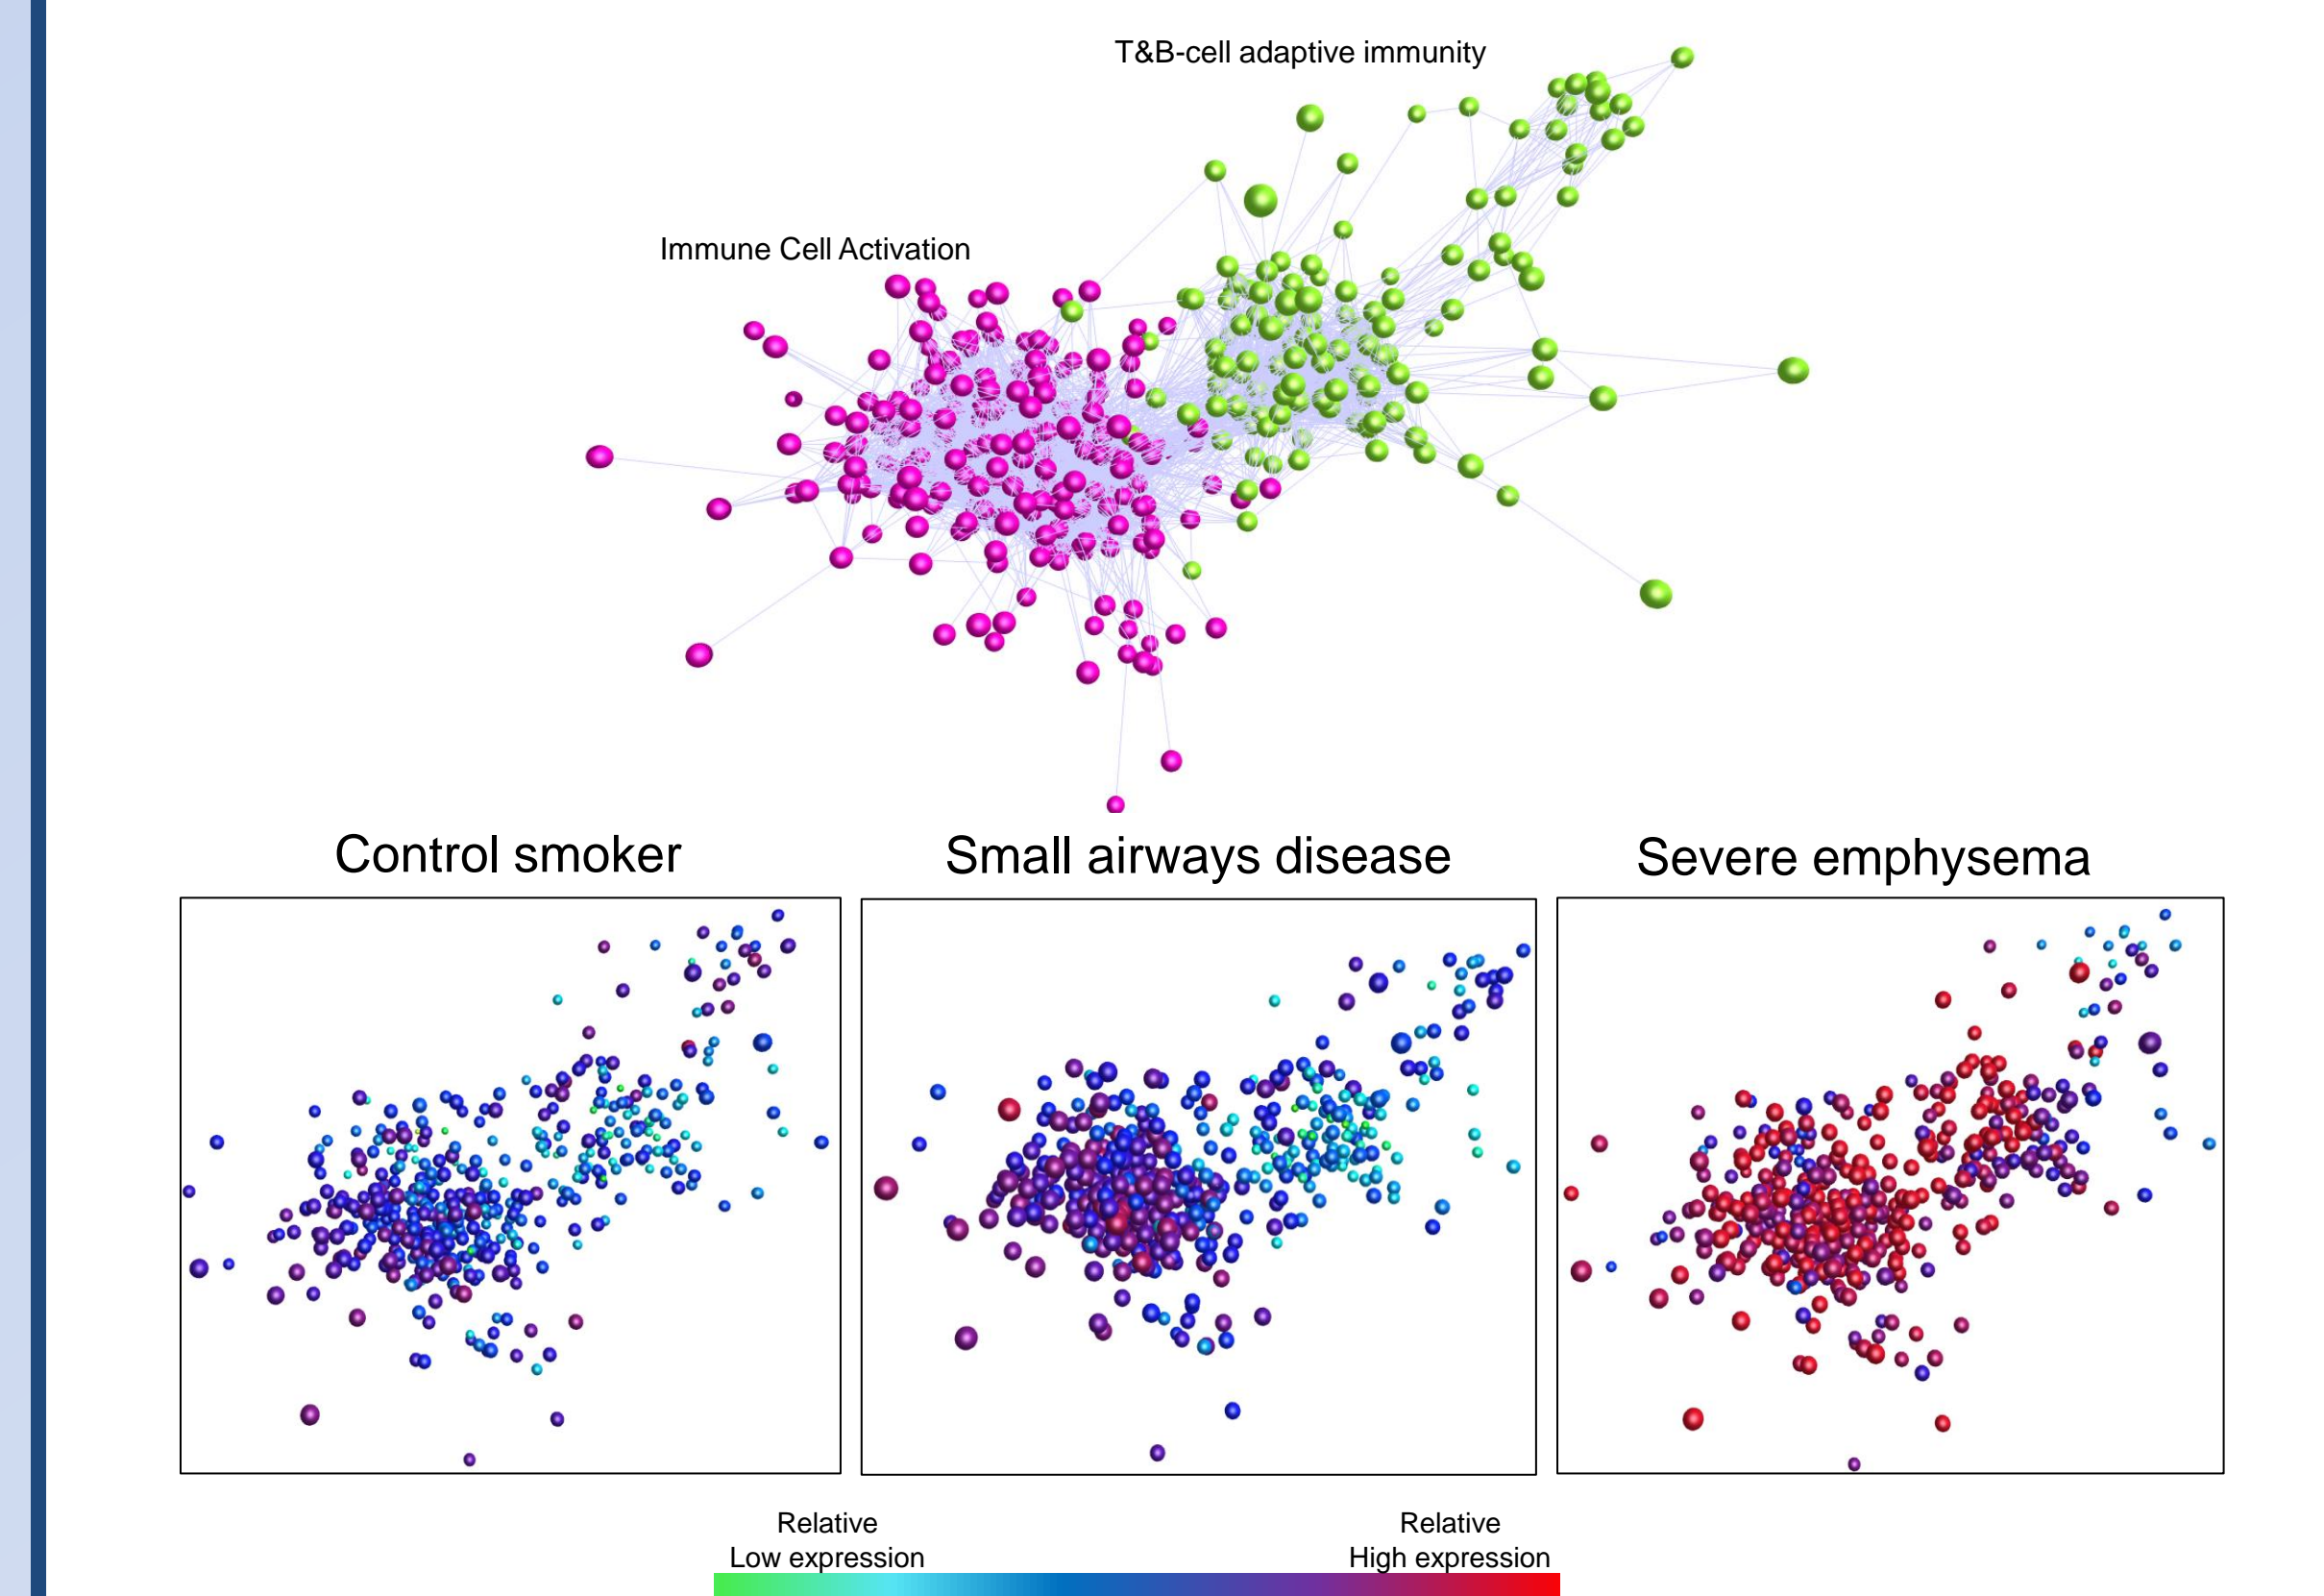 T&B-cell adaptive immunity
Immune Cell Activation
Control smoker
Small airways disease
Severe emphysema
Relative
Low expression
Relative
High expression